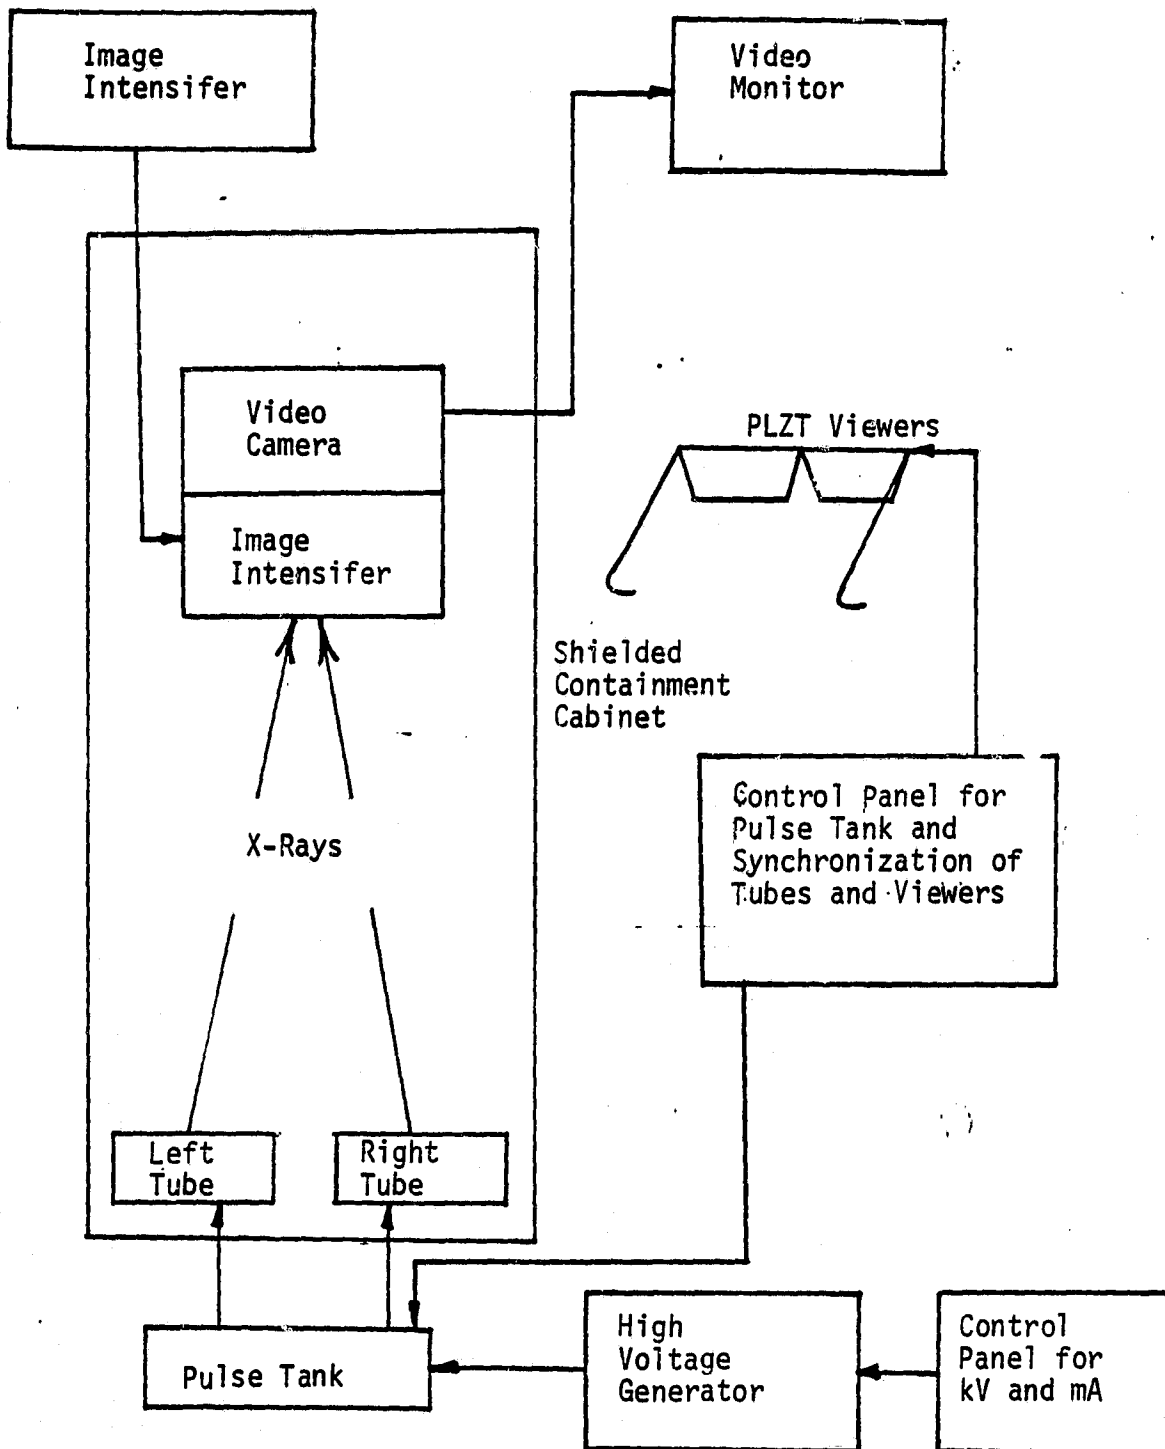 Image
Intensifer
Video
Monitor
Video
Camera
Image
Intensifer
PLZT Viewers
Shielded
Containment
Cabinet
X-Rays
Control Panel for
Pulse Tank and
Synchronization of
Tubes and Viewers
Left
Tube
Right
Tube
Pulse Tank
High
Voltage
Generator
Control
Panel for
kV and mA